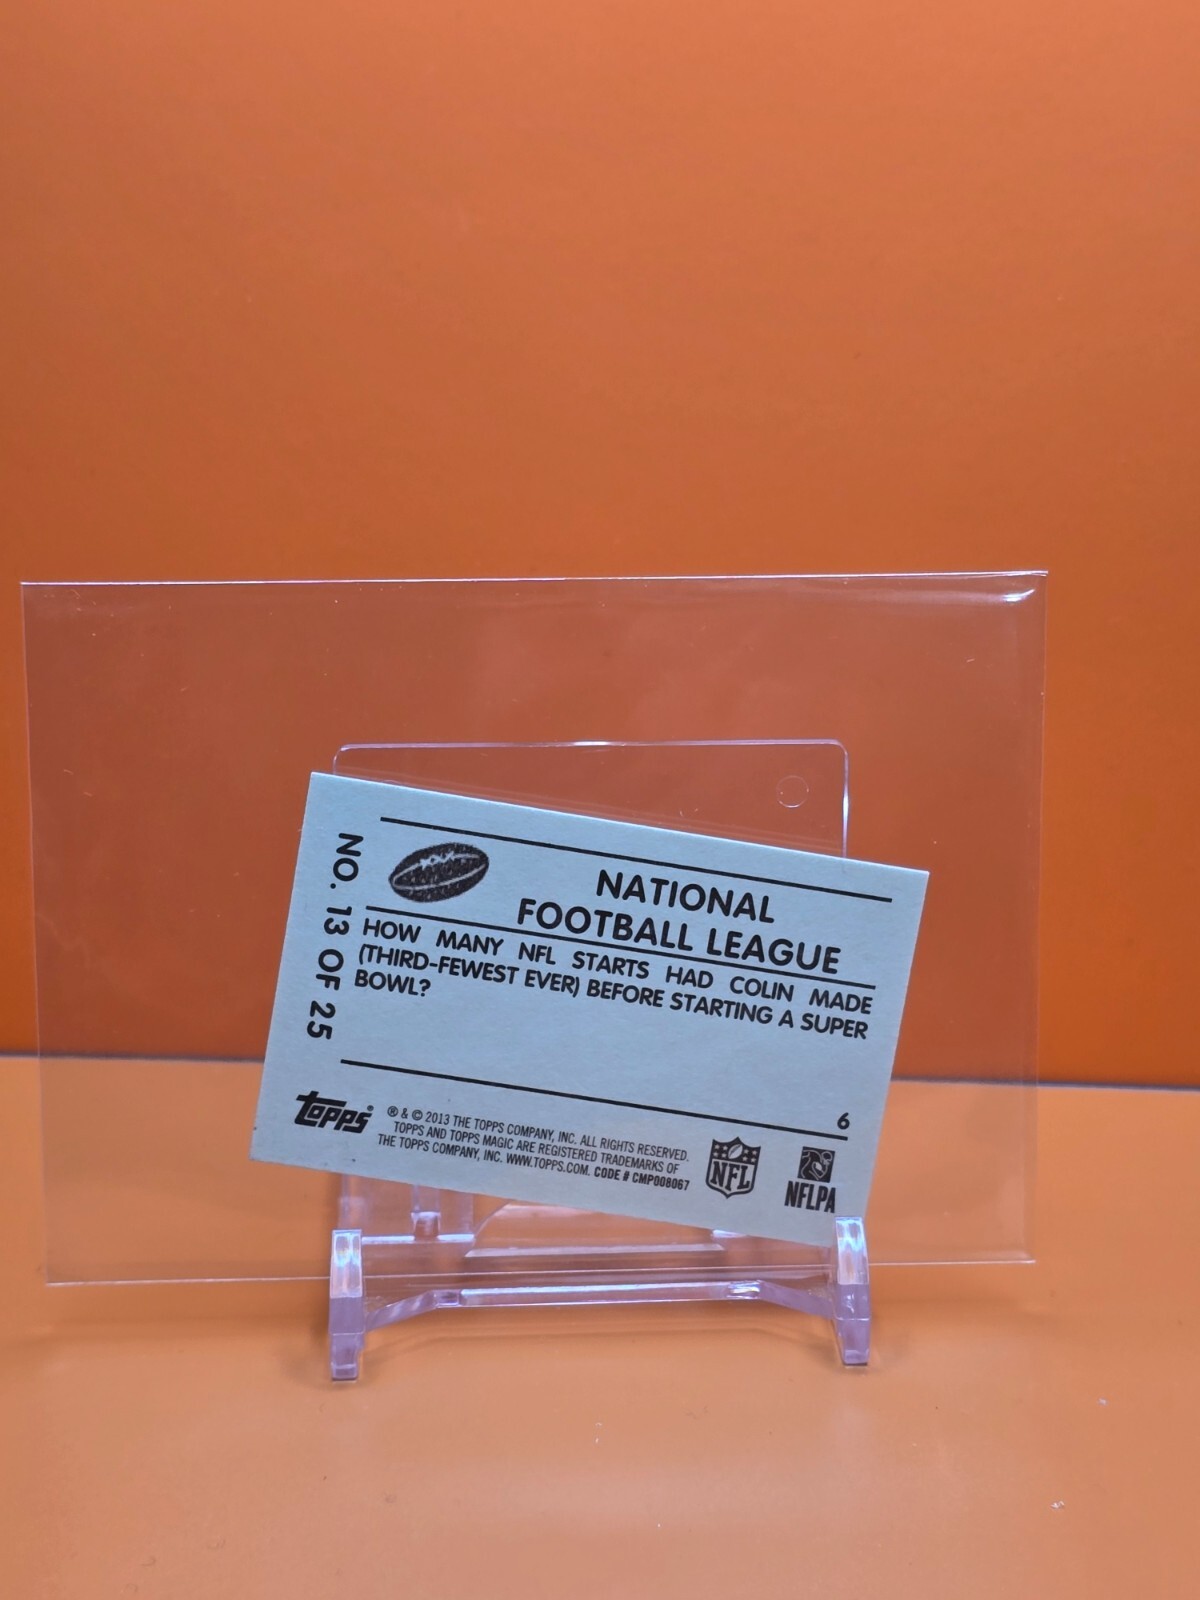 NO. 13 OF 25
NATIONAL
FOOTBALL LEAGUE
HOW MANY NFL STARTS HAD COLIN MADE
(THIRD-FEWEST EVER) BEFORE STARTING A SUPER
BOWL?
6
topps®
® & © 2013 THE TOPPS COMPANY, INC. ALL RIGHTS RESERVED.
TOPPS AND TOPPS MAGIC ARE REGISTERED TRADEMARKS OF
THE TOPPS COMPANY, INC. WWW.TOPPS.COM. CODE # CMP008067
NFL
NFLPA